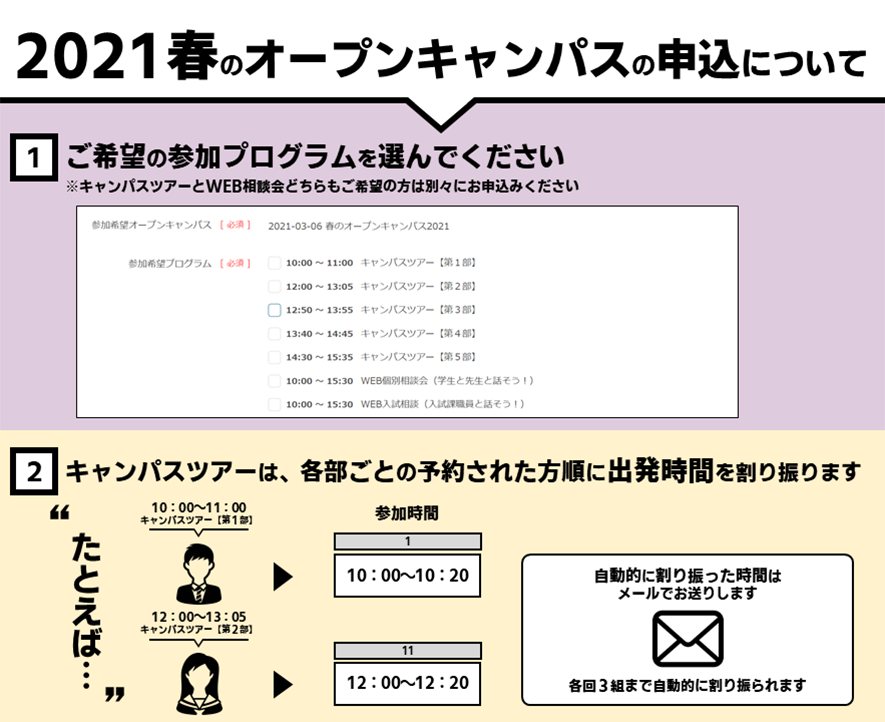 2021春のオープンキャンパスの申込について
1 ご希望の参加プログラムを選んでください
※キャンパスツアーとWEB相談会どちらもご希望の方は別々にお申込みください
参加希望オープンキャンパス [ 必須 ] 2021-03-06 春のオープンキャンパス2021
参加希望プログラム [ 必須 ] 10:00 ～ 11:00 キャンパスツアー【第１部】
12:00 ～ 13:05 キャンパスツアー【第２部】
12:50 ～ 13:55 キャンパスツアー【第３部】
13:40 ～ 14:45 キャンパスツアー【第４部】
14:30 ～ 15:35 キャンパスツアー【第５部】
10:00 ～ 15:30 WEB個別相談会（学生と先生と話そう！）
10:00 ～ 15:30 WEB入試相談（入試課職員と話そう！）
2 キャンパスツアーは、各部ごとの予約された方順に出発時間を割り振ります
“たとえば…”
10：00～11：00
キャンパスツアー【第１部】
参加時間
1
10：00～10：20
12：00～13：05
キャンパスツアー【第２部】
11
12：00～12：20
自動的に割り振った時間は
メールでお送りします
各回３組まで自動的に割り振られます